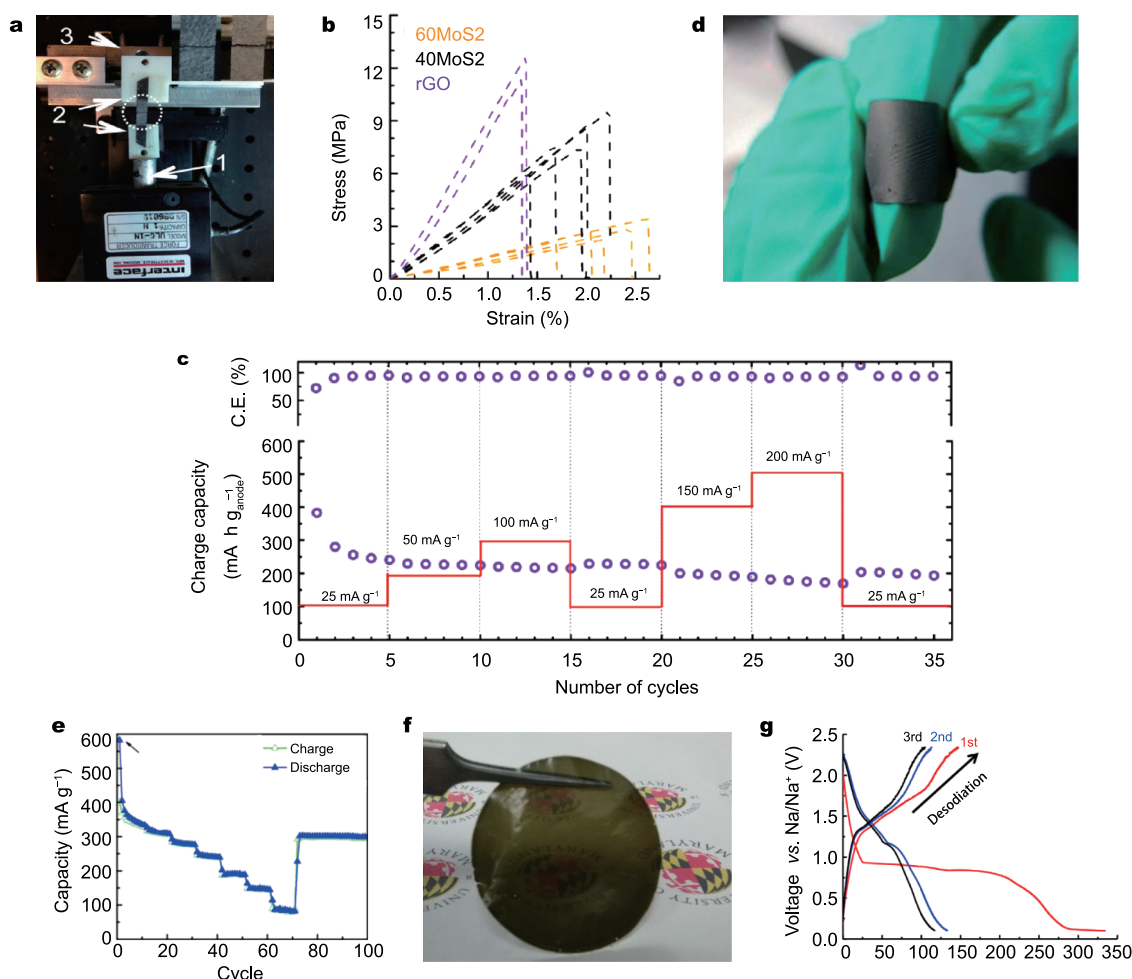 a
3
2
1
interface
b
60MoS2
40MoS2
rGO
Stress (MPa)
12
9
6
3
0
0.0 0.5 1.0 1.5 2.0 2.5
Strain (%)
d
c
C.E. (%)
100
50
Charge capacity
(mA h g⁻¹anode)
600
500
400
300
200
100
0
25 mA g⁻¹
50 mA g⁻¹
100 mA g⁻¹
25 mA g⁻¹
150 mA g⁻¹
200 mA g⁻¹
25 mA g⁻¹
0 5 10 15 20 25 30 35
Number of cycles
e
Capacity (mA g⁻¹)
600
500
400
300
200
100
0
Charge
Discharge
0 20 40 60 80 100
Cycle
f
g
Voltage vs. Na/Na⁺ (V)
2.5
2.0
1.5
1.0
0.5
0.0
3rd 2nd 1st
Desodiation
0 50 100 150 200 250 300 350